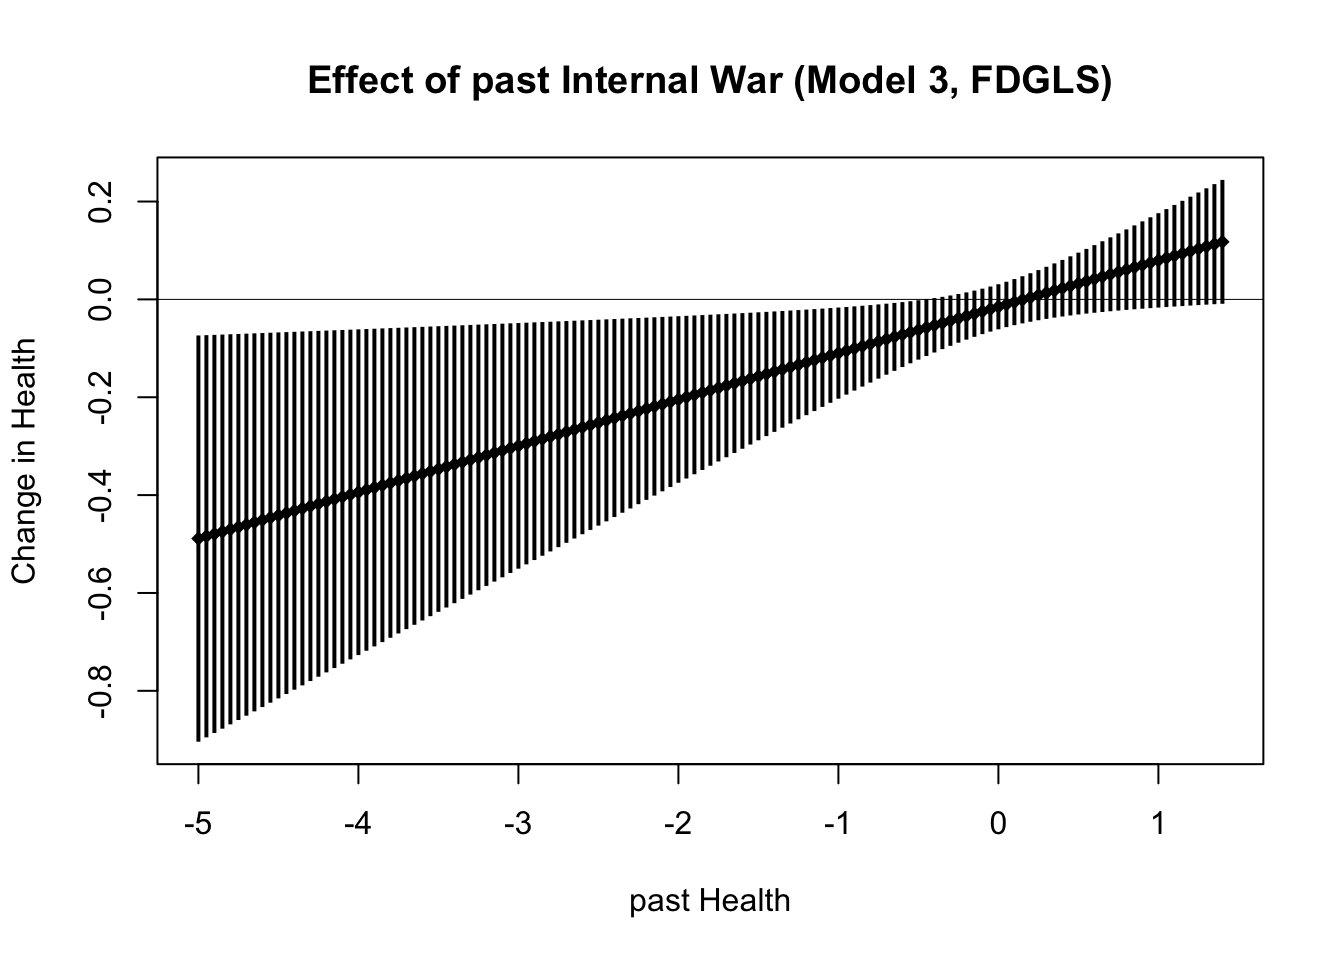 Effect of past Internal War (Model 3, FDGLS)
Change in Health
0.2
0.0
-0.2
-0.4
-0.6
-0.8
-5 -4 -3 -2 -1 0 1
past Health